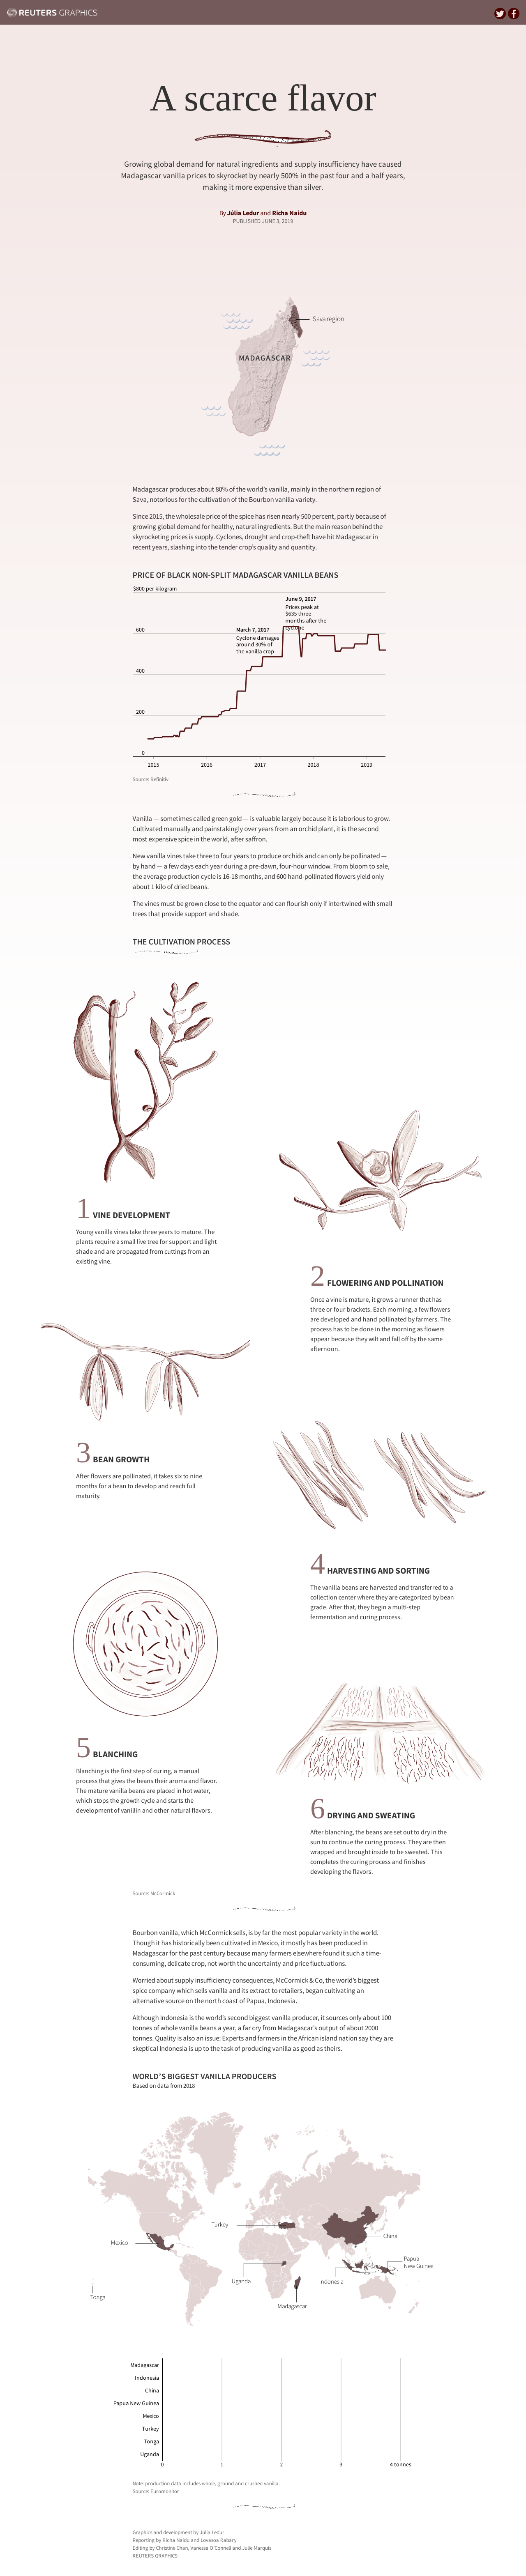 REUTERS GRAPHICS
A scarce flavor
Growing global demand for natural ingredients and supply insufficiency have caused
Madagascar vanilla prices to skyrocket by nearly 500% in the past four and a half years,
making it more expensive than silver.
By Júlia Ledur and Richa Naidu
PUBLISHED JUNE 3, 2019
Sava region
MADAGASCAR
Madagascar produces about 80% of the world's vanilla, mainly in the northern region of
Sava, notorious for the cultivation of the Bourbon vanilla variety.
Since 2015, the wholesale price of the spice has risen nearly 500 percent, partly because of
growing global demand for healthy, natural ingredients. But the main reason behind the
skyrocketing prices is supply. Cyclones, drought and crop-theft have hit Madagascar in
recent years, slashing into the tender crop's quality and quantity.
PRICE OF BLACK NON-SPLIT MADAGASCAR VANILLA BEANS
$800 per kilogram
June 9, 2017
Prices peak at
$635 three
months after the
cyclone
March 7, 2017
Cyclone damages
around 30% of
the vanilla crop
600
400
200
0
2015
2016
2017
2018
2019
Source: Refinitiv
Vanilla — sometimes called green gold — is valuable largely because it is laborious to grow.
Cultivated manually and painstakingly over years from an orchid plant, it is the second
most expensive spice in the world, after saffron.
New vanilla vines take three to four years to produce orchids and can only be pollinated —
by hand — a few days each year during a pre-dawn, four-hour window. From bloom to sale,
the average production cycle is 16-18 months, and 600 hand-pollinated flowers yield only
about 1 kilo of dried beans.
The vines must be grown close to the equator and can flourish only if intertwined with small
trees that provide support and shade.
THE CULTIVATION PROCESS
1 VINE DEVELOPMENT
Young vanilla vines take three years to mature. The
plants require a small live tree for support and light
shade and are propagated from cuttings from an
existing vine.
2 FLOWERING AND POLLINATION
Once a vine is mature, it grows a runner that has
three or four brackets. Each morning, a few flowers
are developed and hand pollinated by farmers. The
process has to be done in the morning as flowers
appear because they wilt and fall off by the same
afternoon.
3 BEAN GROWTH
After flowers are pollinated, it takes six to nine
months for a bean to develop and reach full
maturity.
4 HARVESTING AND SORTING
The vanilla beans are harvested and transferred to a
collection center where they are categorized by bean
grade. After that, they begin a multi-step
fermentation and curing process.
5 BLANCHING
Blanching is the first step of curing, a manual
process that gives the beans their aroma and flavor.
The mature vanilla beans are placed in hot water,
which stops the growth cycle and starts the
development of vanillin and other natural flavors.
6 DRYING AND SWEATING
After blanching, the beans are set out to dry in the
sun to continue the curing process. They are then
wrapped and brought inside to be sweated. This
completes the curing process and finishes
developing the flavors.
Source: McCormick
Bourbon vanilla, which McCormick sells, is by far the most popular variety in the world.
Though it has historically been cultivated in Mexico, it mostly has been produced in
Madagascar for the past century because many farmers elsewhere found it such a time-
consuming, delicate crop, not worth the uncertainty and price fluctuations.
Worried about supply insufficiency consequences, McCormick & Co, the world's biggest
spice company which sells vanilla and its extract to retailers, began cultivating an
alternative source on the north coast of Papua, Indonesia.
Although Indonesia is the world's second biggest vanilla producer, it sources only about 100
tonnes of whole vanilla beans a year, a far cry from Madagascar's output of about 2000
tonnes. Quality is also an issue: Experts and farmers in the African island nation say they are
skeptical Indonesia is up to the task of producing vanilla as good as theirs.
WORLD'S BIGGEST VANILLA PRODUCERS
Based on data from 2018
Turkey
Mexico
China
Papua
New Guinea
Uganda
Indonesia
Tonga
Madagascar
Madagascar
Indonesia
China
Papua New Guinea
Mexico
Turkey
Tonga
Uganda
0
1
2
3
4 tonnes
Note: production data includes whole, ground and crushed vanilla.
Source: Euromonitor
Graphics and development by Júlia Ledur
Reporting by Richa Naidu and Lovasoa Rabary
Editing by Christine Chan, Vanessa O'Connell and Julie Marquis
REUTERS GRAPHICS